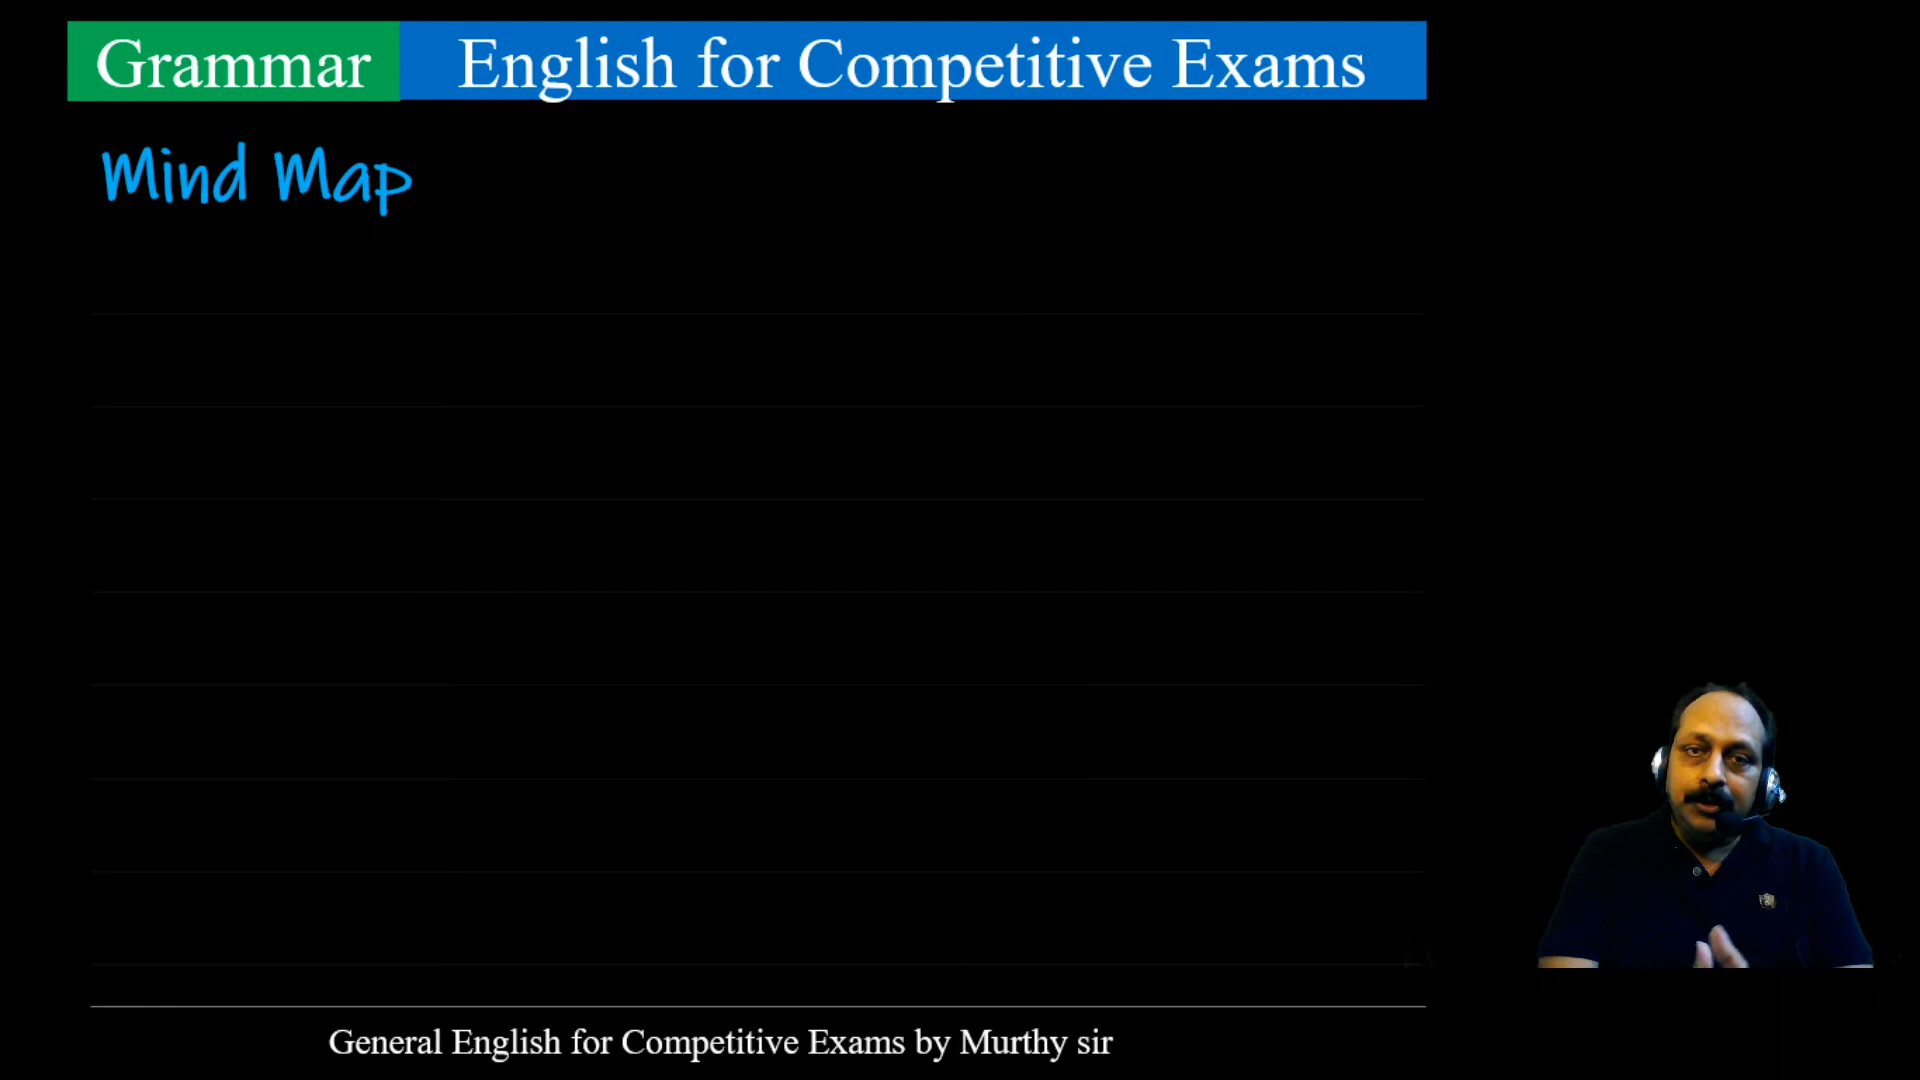 Grammar English for Competitive Exams
Mind Map
General English for Competitive Exams by Murthy sir